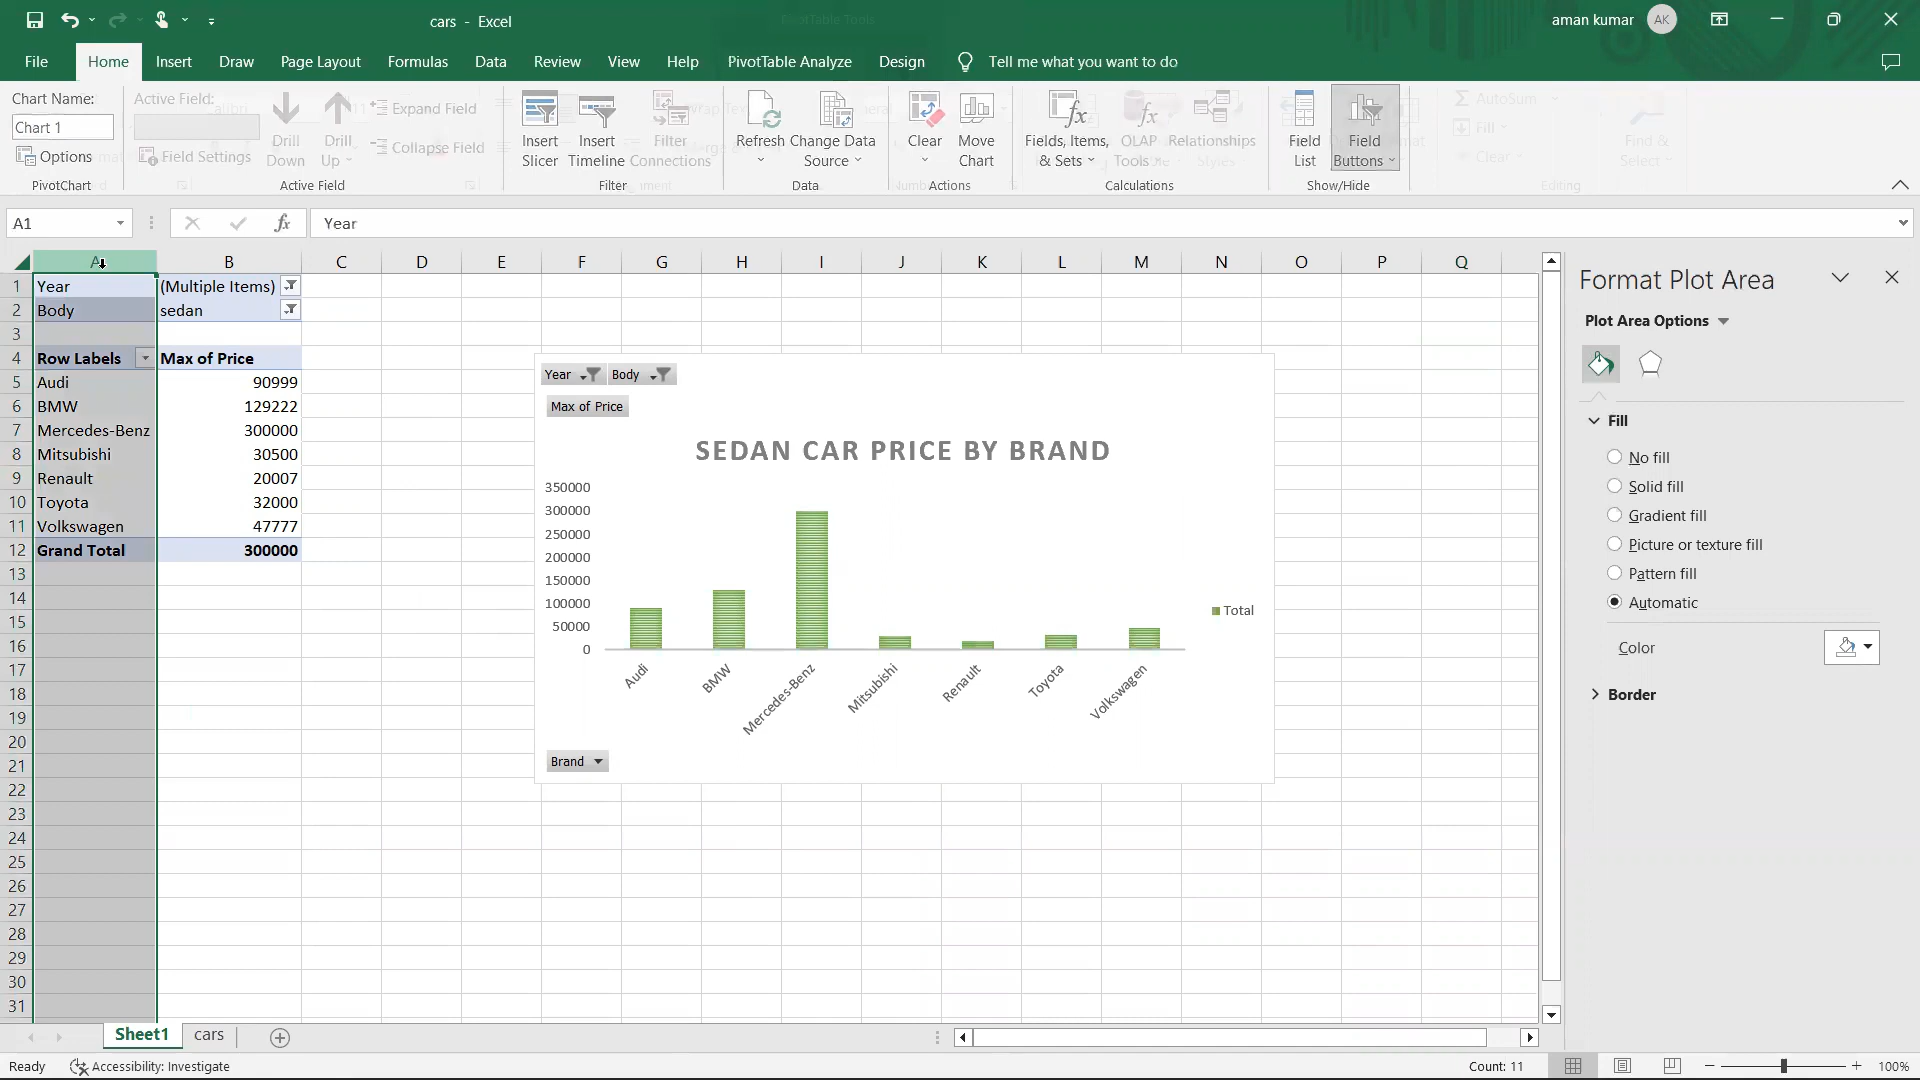 cars - Excel
PivotTable Tools
aman kumar AK
File Home Insert Draw Page Layout Formulas Data Review View Help PivotTable Analyze Design Tell me what you want to do
Chart Name:
Chart 1
Options
PivotChart
Active Field:
Field Settings
Drill Down
Drill Up
Expand Field
Collapse Field
Active Field
Insert Slicer
Insert Timeline
Filter Connections
Filter
Refresh
Change Data Source
Data
Clear
Move Chart
Actions
Fields, Items, & Sets
OLAP Tools
Relationships
Calculations
Field List
Field Buttons
Show/Hide
AutoSum
Fill
Clear
Find & Select
Editing
A1 fx Year
A B C D E F G H I J K L M N O P Q
1 Year (Multiple Items)
2 Body sedan
3
4 Row Labels Max of Price
5 Audi 90999
6 BMW 129222
7 Mercedes-Benz 300000
8 Mitsubishi 30500
9 Renault 20007
10 Toyota 32000
11 Volkswagen 47777
12 Grand Total 300000
13
14
15
16
17
18
19
20
21
22
23
24
25
26
27
28
29
30
31
Year Body
Max of Price
SEDAN CAR PRICE BY BRAND
350000
300000
250000
200000
150000
100000
50000
0
Audi BMW Mercedes-Benz Mitsubishi Renault Toyota Volkswagen
Total
Brand
Format Plot Area
Plot Area Options
Fill
No fill
Solid fill
Gradient fill
Picture or texture fill
Pattern fill
Automatic
Color
Border
Sheet1 cars
Ready Accessibility: Investigate Count: 11 100%